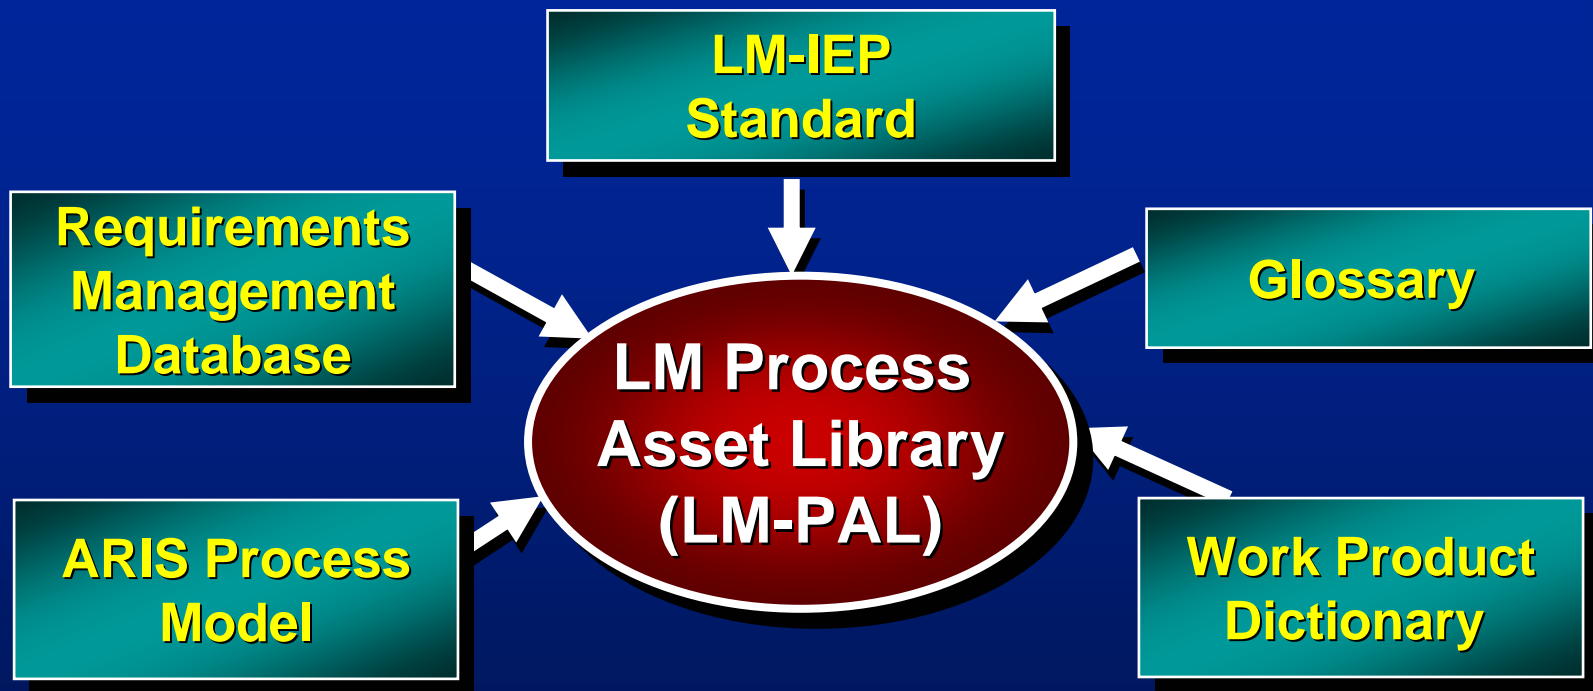 LM-IEP
Standard
Requirements
Management
Database
Glossary
LM Process
Asset Library
(LM-PAL)
ARIS Process
Model
Work Product
Dictionary